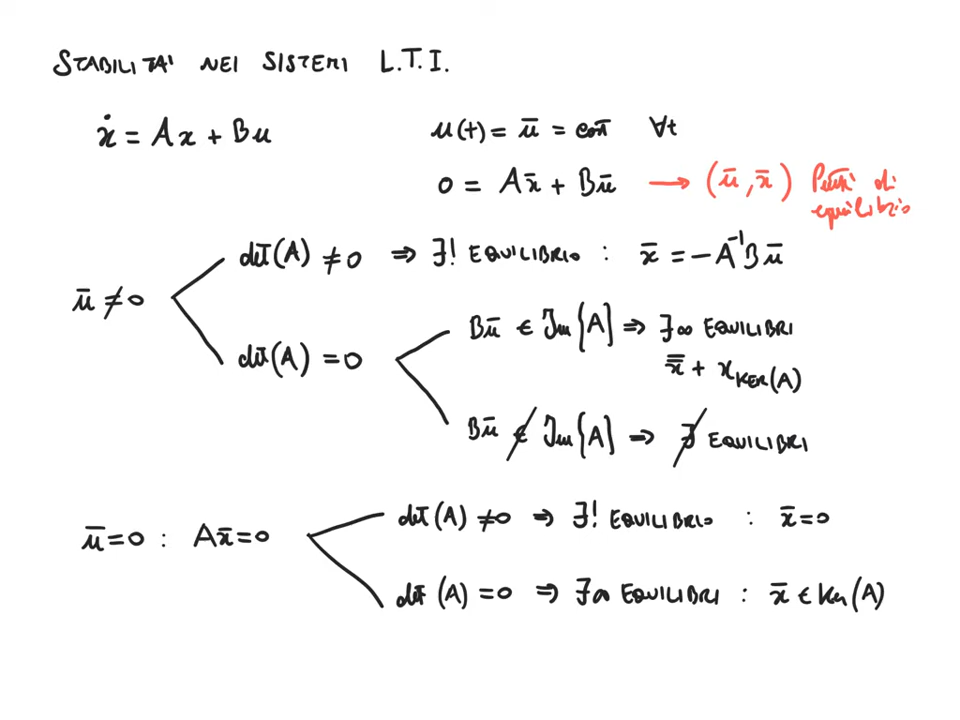 STABILITA' NEI SISTEMI L.T.I.
ẋ = Ax + Bu
u(t) = ū = cost ∀t
0 = Ax̄ + Bū → (ū, x̄) Punti di equilibrio
ū ≠ 0
det(A) ≠ 0 ⇒ ∃! EQUILIBRIO : x̄ = -A⁻¹Bū
det(A) = 0
Bū ∈ Im{A} ⇒ ∃∞ EQUILIBRI
x̿ + x_KER(A)
Bū ∉ Im{A} ⇒ ∄ EQUILIBRI
ū = 0 : Ax̄ = 0
det(A) ≠ 0 ⇒ ∃! EQUILIBRIO : x̄ = 0
det(A) = 0 ⇒ ∃∞ EQUILIBRI : x̄ ∈ Ker(A)